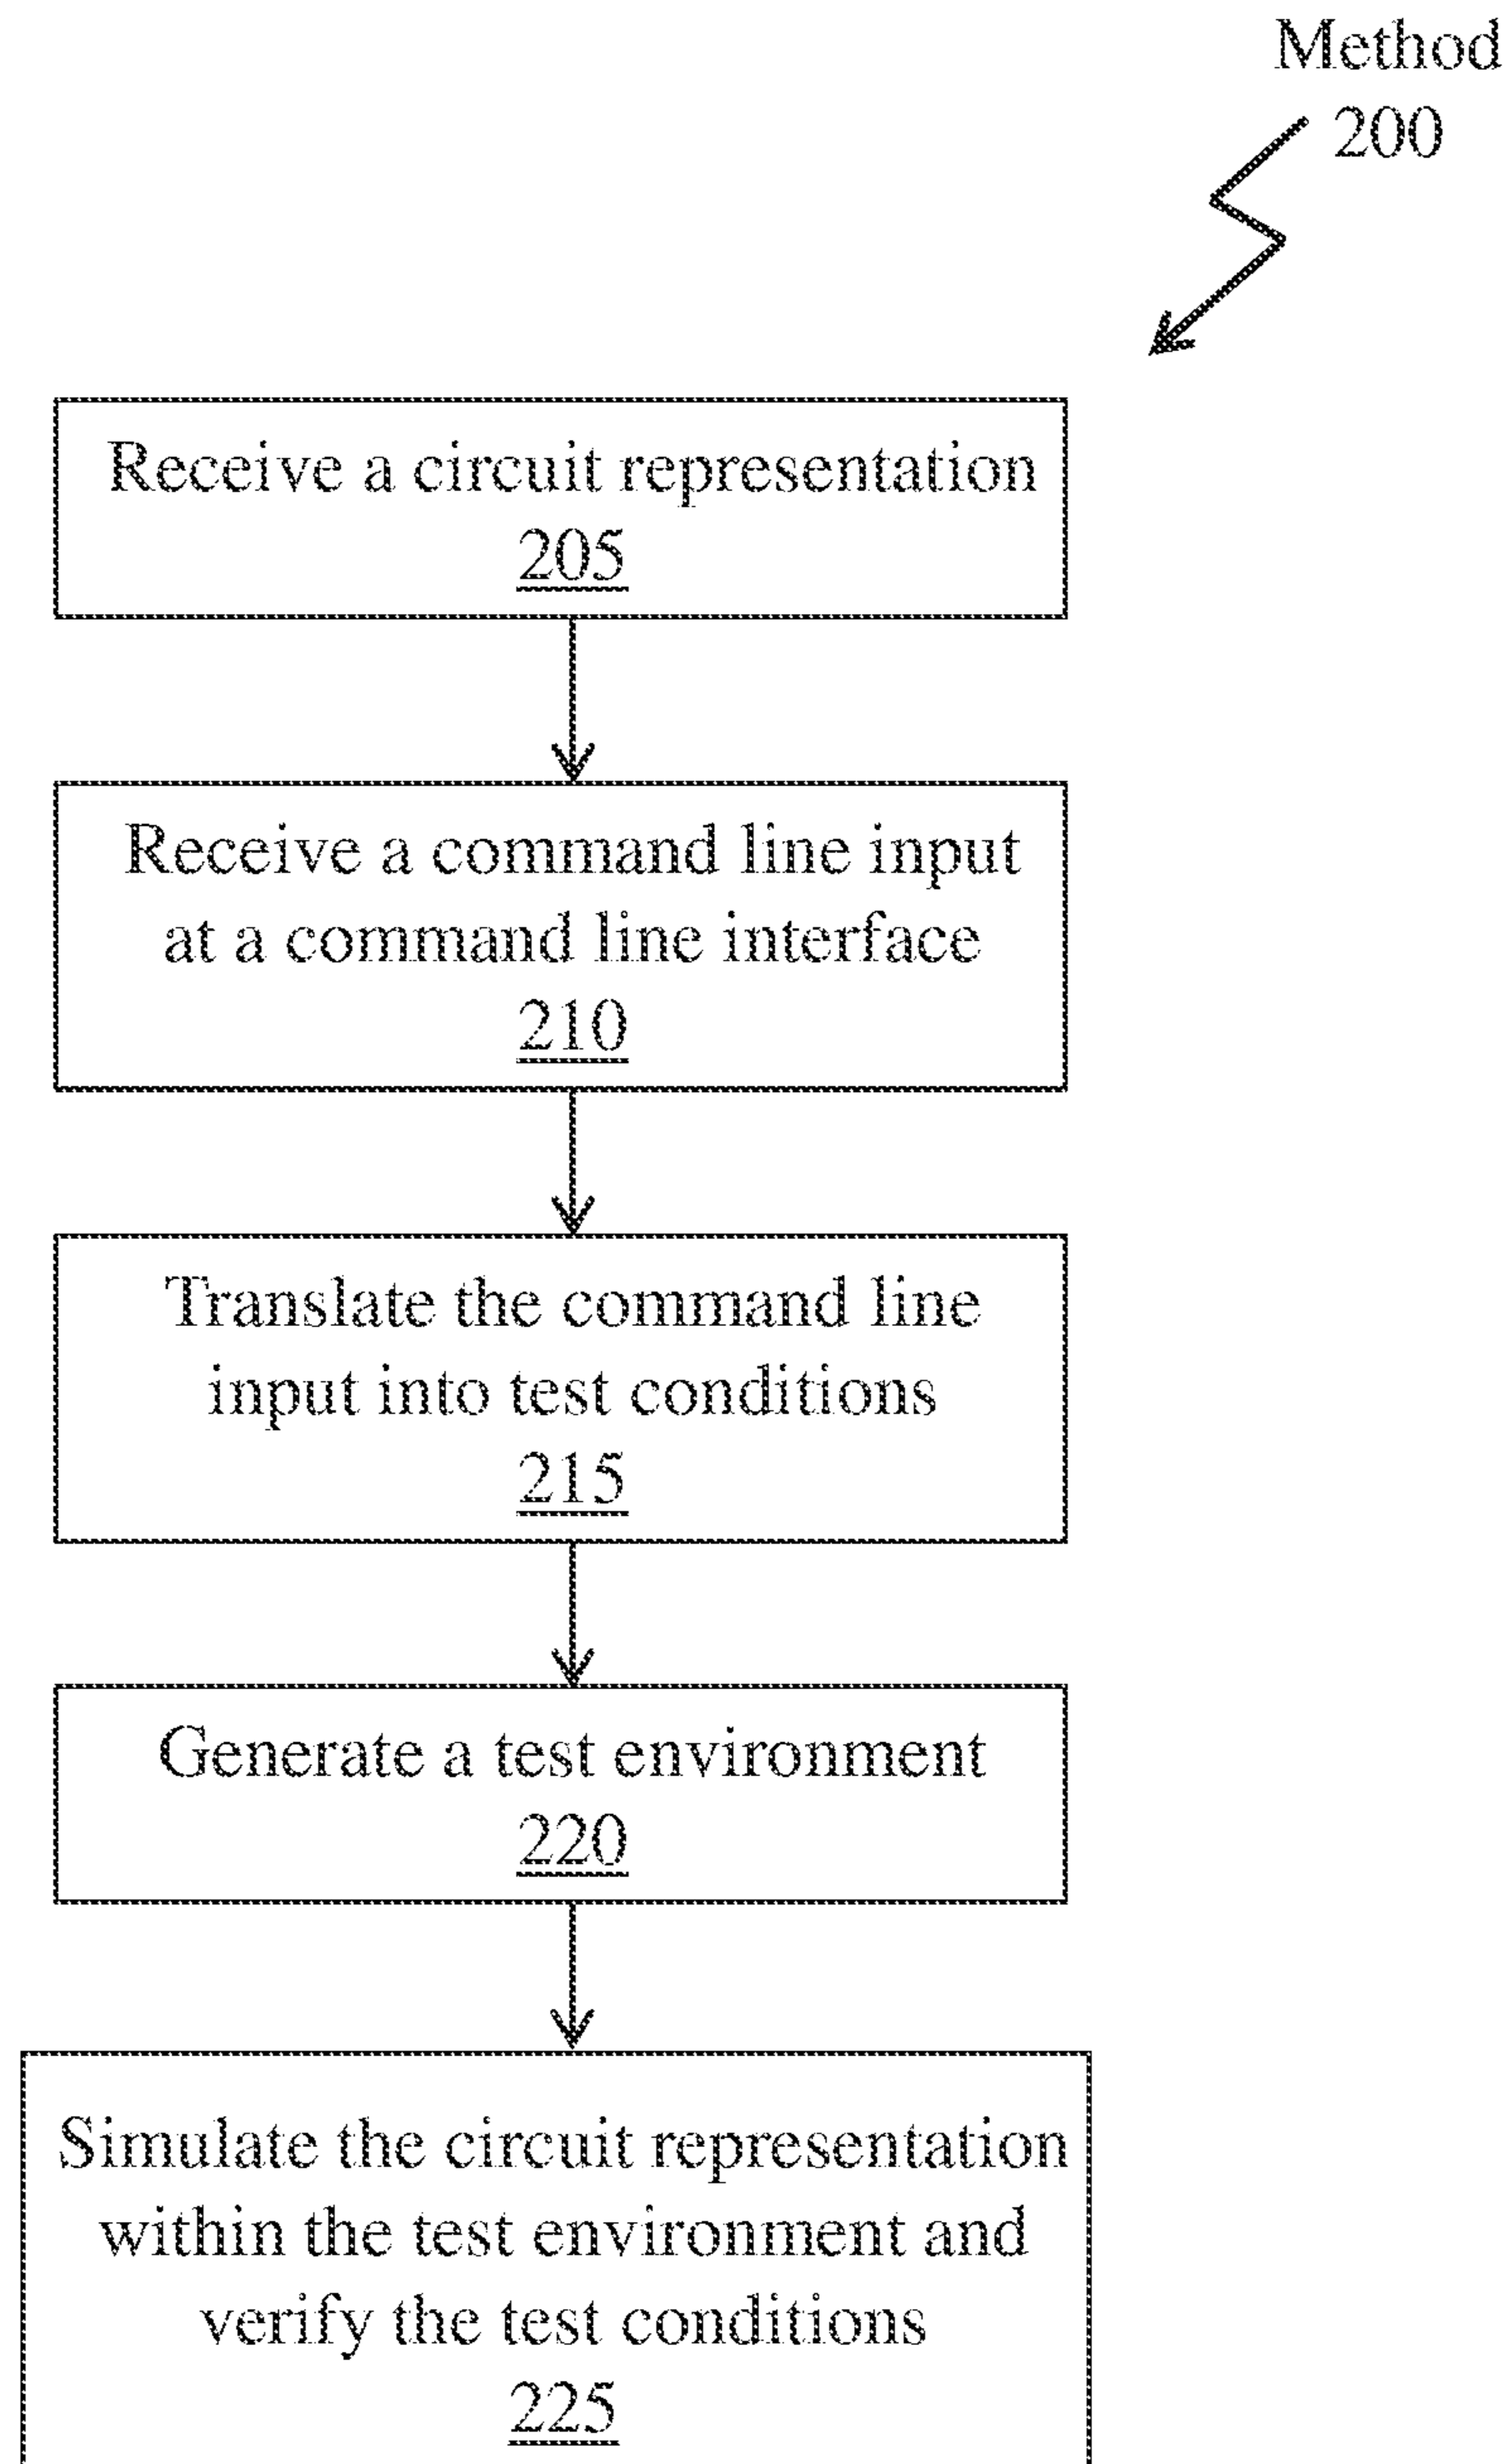 Method
200
Receive a circuit representation
205
Receive a command line input
at a command line interface
210
Translate the command line
input into test conditions
215
Generate a test environment
220
Simulate the circuit representation
within the test environment and
verify the test conditions
225